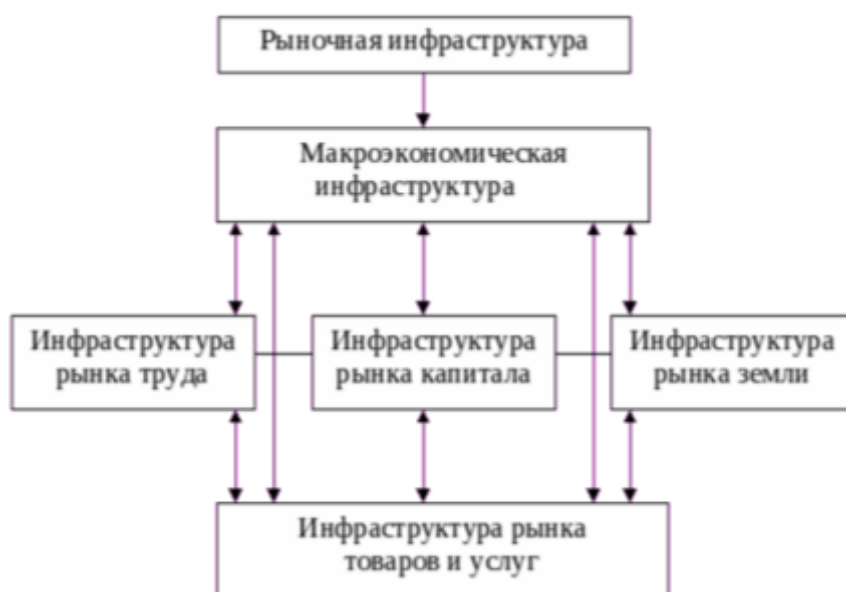 Рыночная инфраструктура
Макроэкономическая
инфраструктура
Инфраструктура
рынка труда
Инфраструктура
рынка капитала
Инфраструктура
рынка земли
Инфраструктура рынка
товаров и услуг